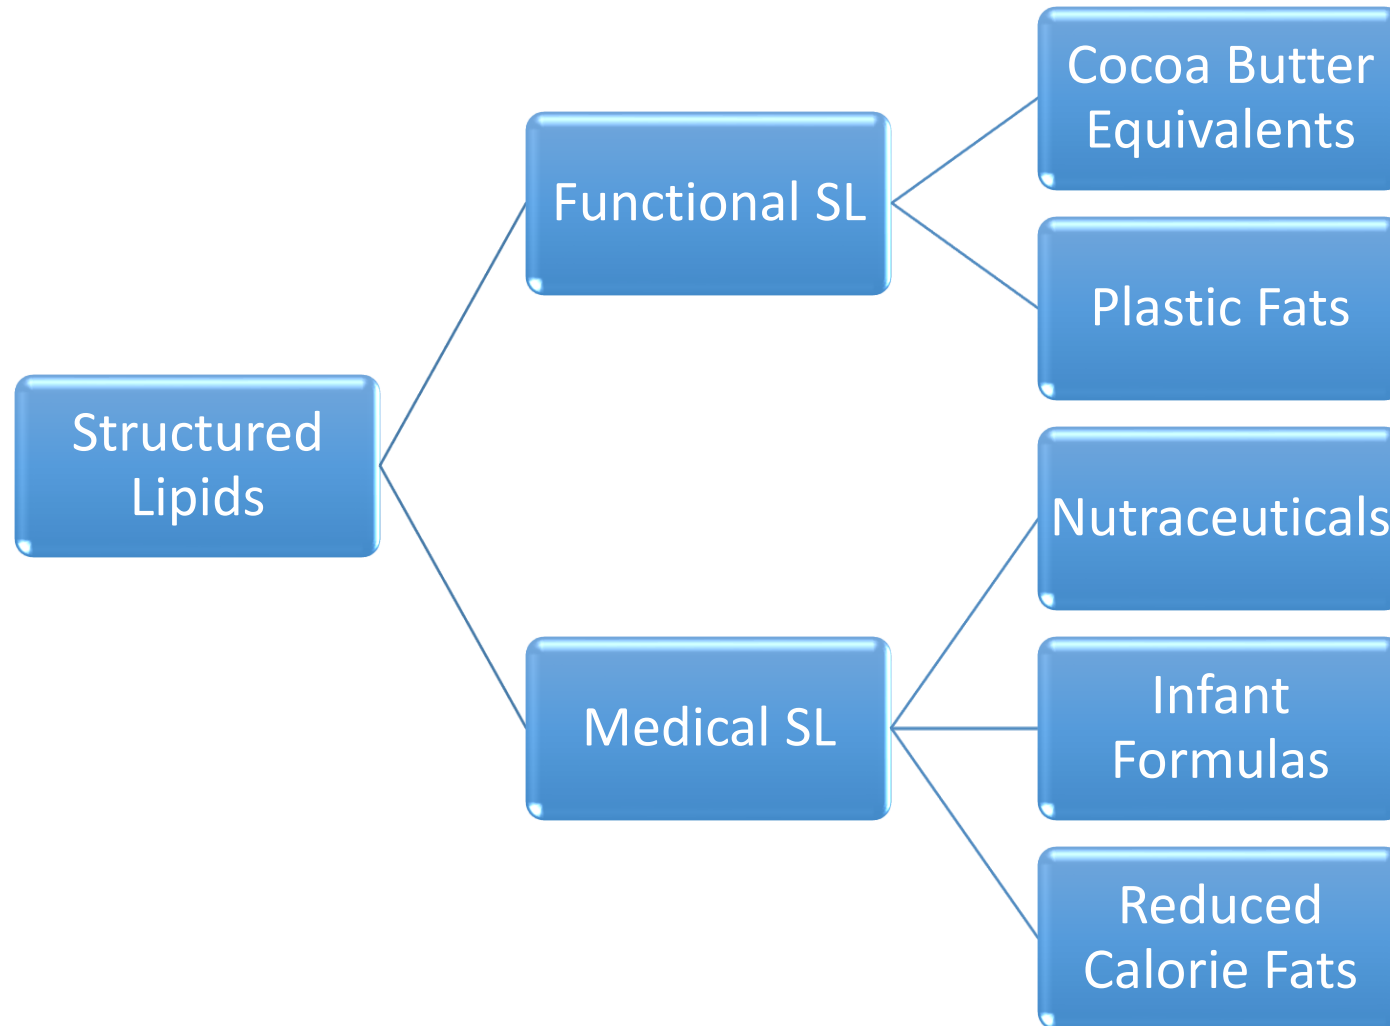 Structured
Lipids
Functional SL
Cocoa Butter
Equivalents
Plastic Fats
Medical SL
Nutraceuticals
Infant
Formulas
Reduced
Calorie Fats